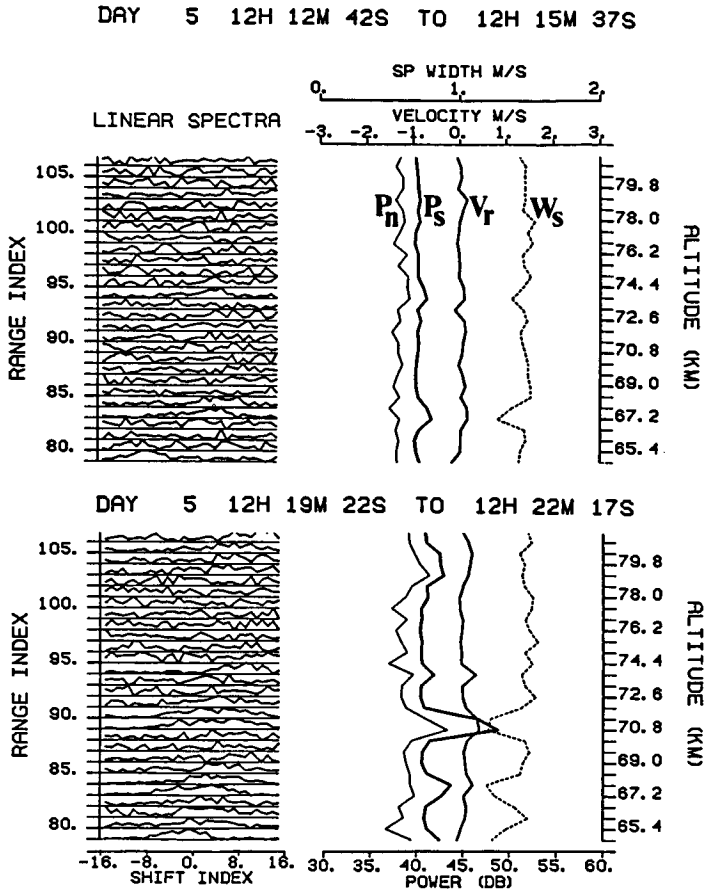 DAY 5 12H 12M 42S TO 12H 15M 37S
SP WIDTH M/S
0. 1. 2.
LINEAR SPECTRA
VELOCITY M/S
-3. -2. -1. 0. 1. 2. 3.
105.
100.
95.
90.
85.
80.
RANGE INDEX
Pn Ps Vr Ws
79.8
78.0
76.2
74.4
72.6
70.8
69.0
67.2
65.4
ALTITUDE (KM)
DAY 5 12H 19M 22S TO 12H 22M 17S
105.
100.
95.
90.
85.
80.
RANGE INDEX
79.8
78.0
76.2
74.4
72.6
70.8
69.0
67.2
65.4
ALTITUDE (KM)
-16. -8. 0. 8. 16.
SHIFT INDEX
30. 35. 40. 45. 50. 55. 60.
POWER (DB)